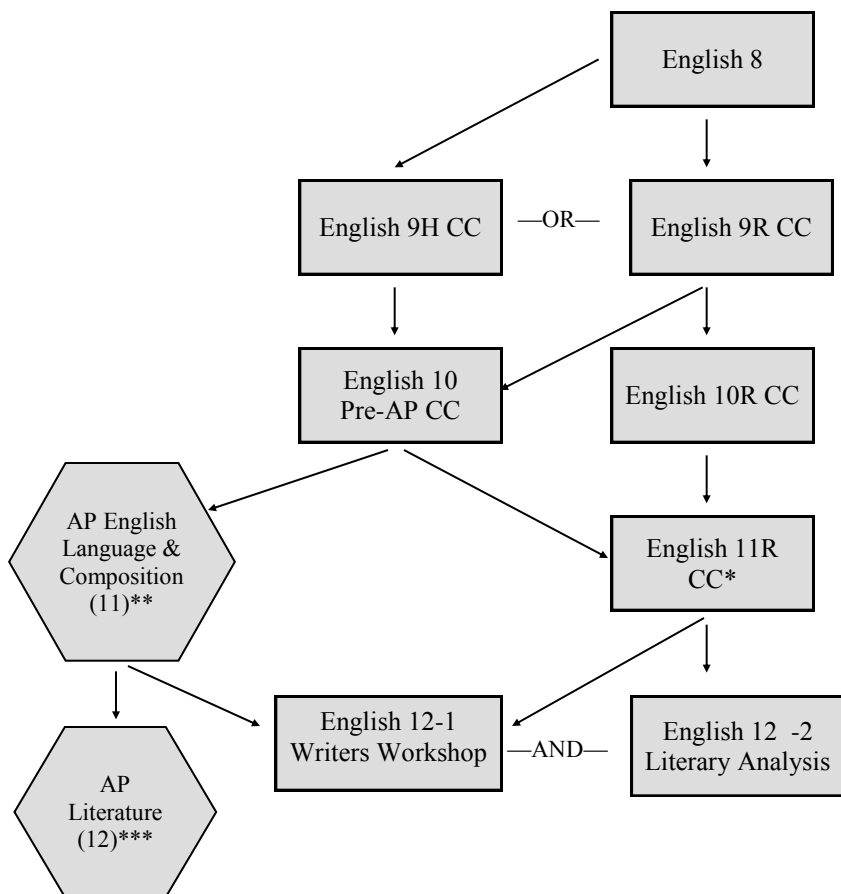 English 8
English 9H CC
—OR—
English 9R CC
English 10
Pre-AP CC
English 10R CC
AP English
Language &
Composition
(11)**
English 11R
CC*
English 12-1
Writers Workshop
—AND—
English 12 -2
Literary Analysis
AP
Literature
(12)***